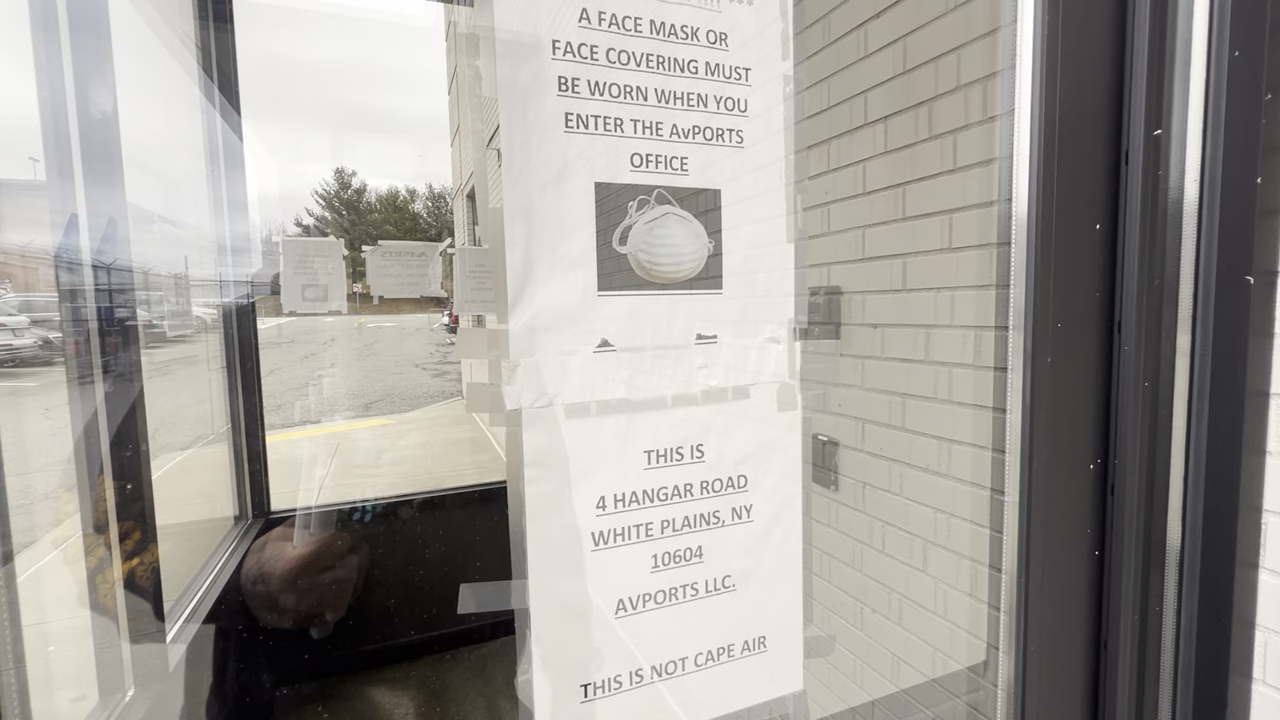 A FACE MASK OR
FACE COVERING MUST
BE WORN WHEN YOU
ENTER THE AvPORTS
OFFICE
THIS IS
4 HANGAR ROAD
WHITE PLAINS, NY
10604
AVPORTS LLC.
THIS IS NOT CAPE AIR